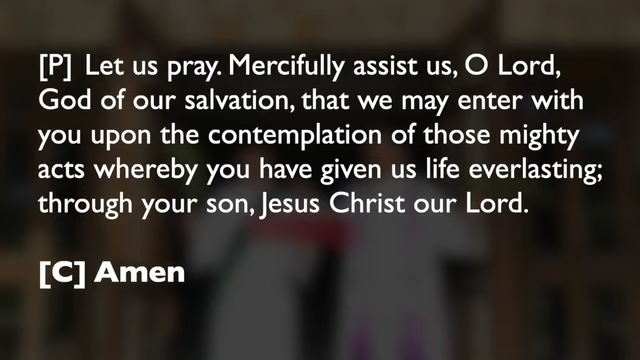 [P] Let us pray. Mercifully assist us, O Lord,
God of our salvation, that we may enter with
you upon the contemplation of those mighty
acts whereby you have given us life everlasting;
through your son, Jesus Christ our Lord.
[C] Amen